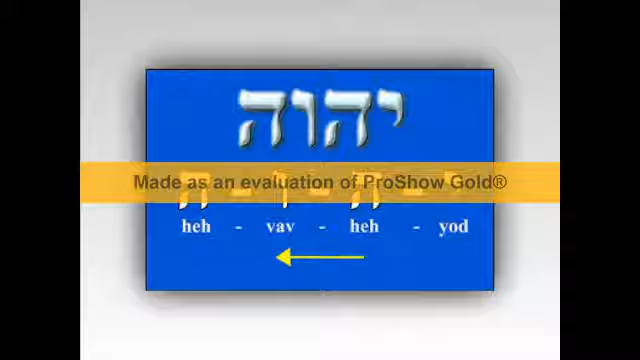 יהוה
ה - ו - ה - י
Made as an evaluation of ProShow Gold®
heh - vav - heh - yod